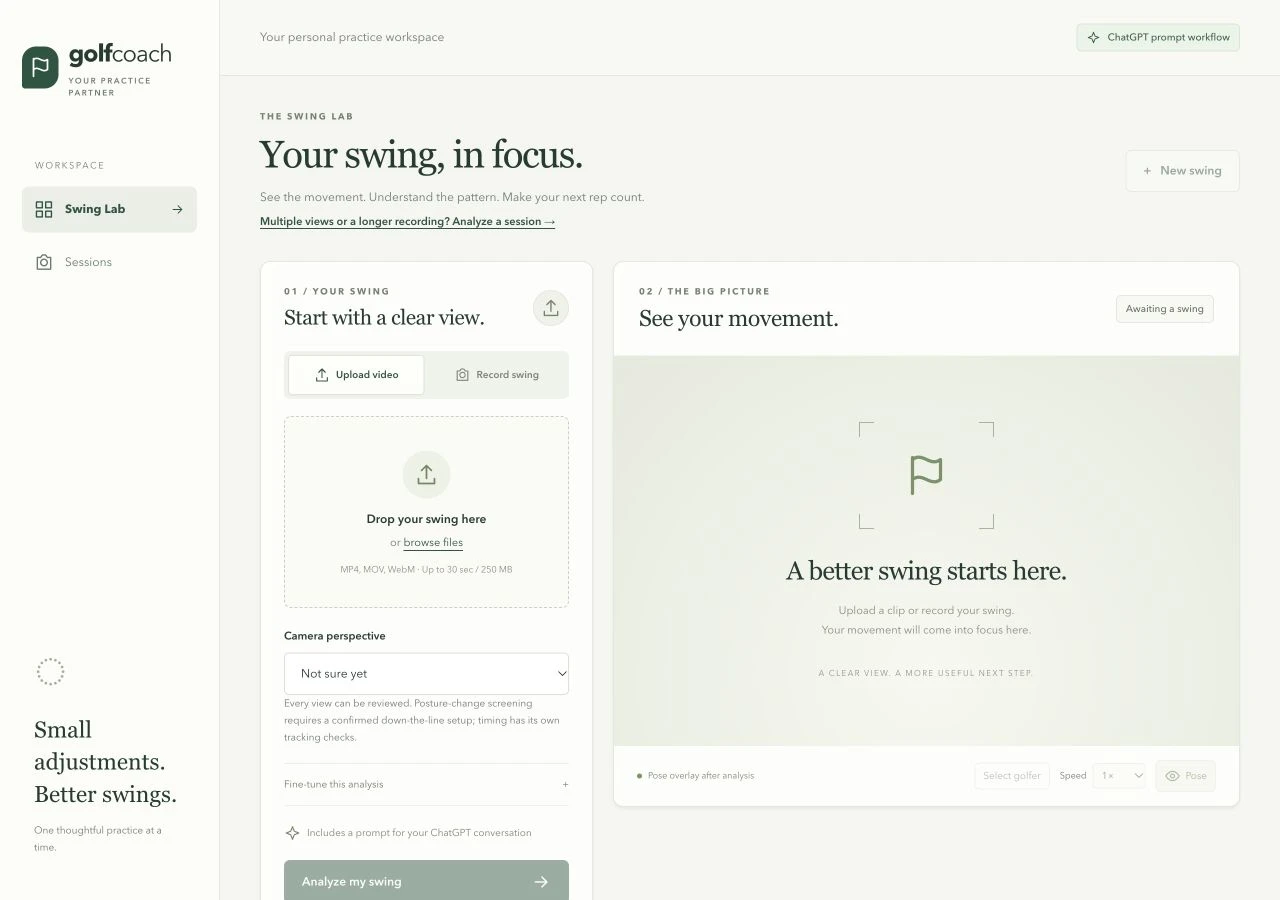 golfcoach
YOUR PRACTICE
PARTNER
WORKSPACE
Swing Lab
Sessions
Small
adjustments.
Better swings.
One thoughtful practice at a
time.
Your personal practice workspace
ChatGPT prompt workflow
THE SWING LAB
Your swing, in focus.
See the movement. Understand the pattern. Make your next rep count.
Multiple views or a longer recording? Analyze a session →
+ New swing
01 / YOUR SWING
Start with a clear view.
Upload video
Record swing
Drop your swing here
or browse files
MP4, MOV, WebM · Up to 30 sec / 250 MB
Camera perspective
Not sure yet
Every view can be reviewed. Posture-change screening
requires a confirmed down-the-line setup; timing has its own
tracking checks.
Fine-tune this analysis +
Includes a prompt for your ChatGPT conversation
Analyze my swing
02 / THE BIG PICTURE
See your movement.
Awaiting a swing
A better swing starts here.
Upload a clip or record your swing.
Your movement will come into focus here.
A CLEAR VIEW. A MORE USEFUL NEXT STEP.
Pose overlay after analysis
Select golfer
Speed
1×
Pose